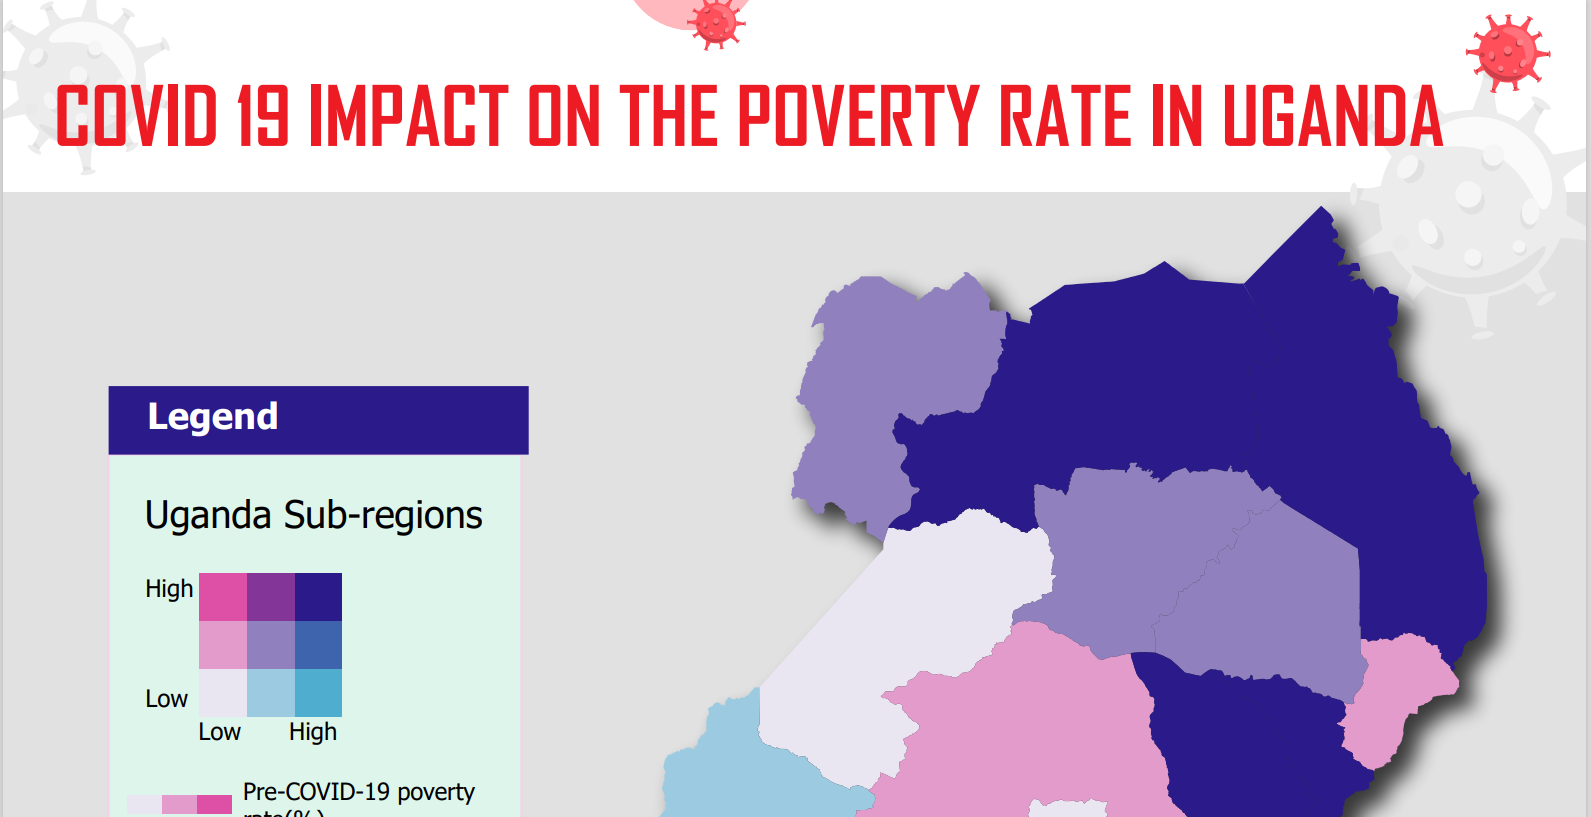 COVID 19 IMPACT ON THE POVERTY RATE IN UGANDA
Legend
Uganda Sub-regions
High
Low
Low High
Pre-COVID-19 poverty
rate(%)